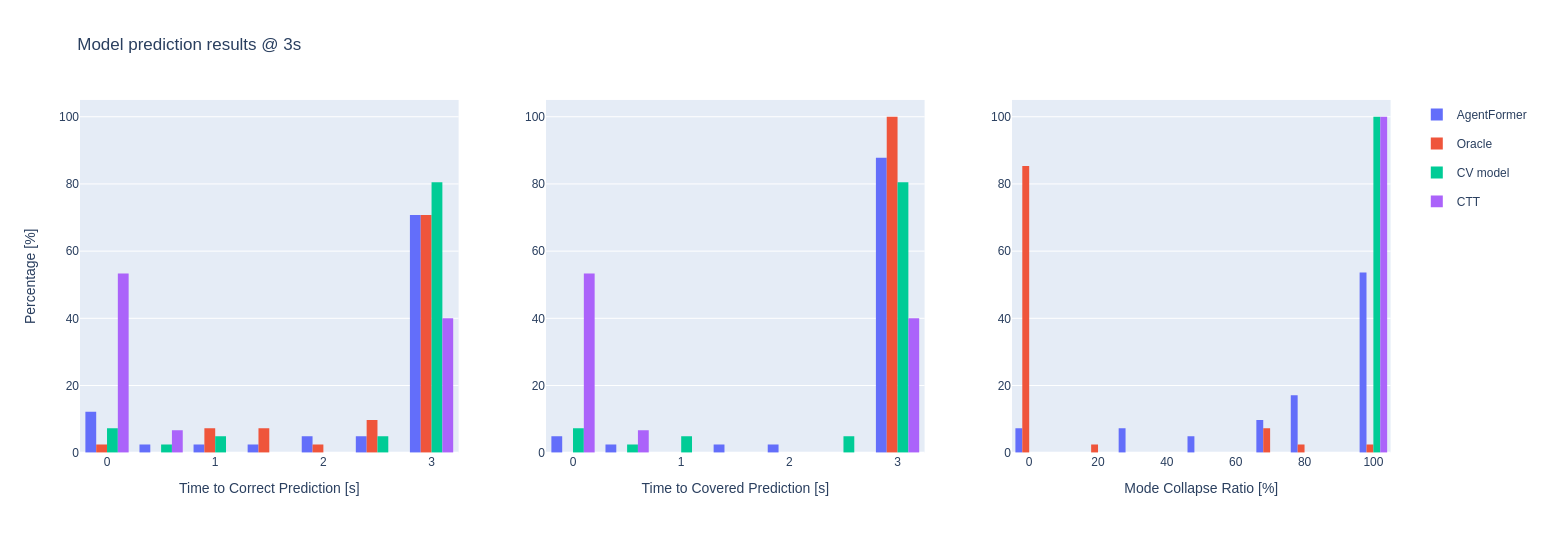 Model prediction results @ 3s
Percentage [%]
100
80
60
40
20
0
0 1 2 3
Time to Correct Prediction [s]
100
80
60
40
20
0
0 1 2 3
Time to Covered Prediction [s]
100
80
60
40
20
0
0 20 40 60 80 100
Mode Collapse Ratio [%]
AgentFormer
Oracle
CV model
CTT